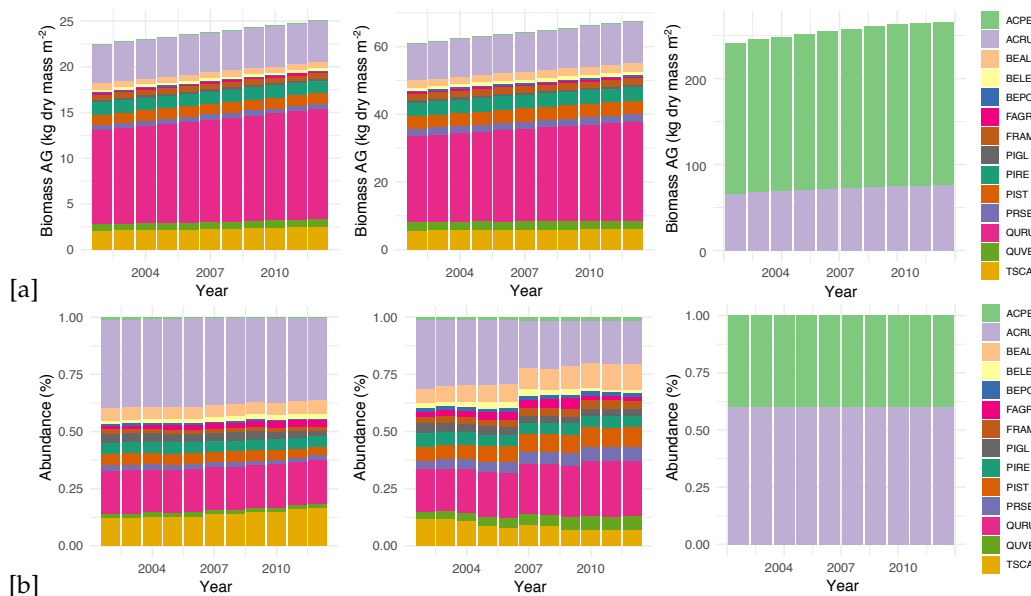 Biomass AG (kg dry mass m⁻²)
25
20
15
10
5
0
2004
2007
2010
Year
Biomass AG (kg dry mass m⁻²)
60
40
20
0
2004
2007
2010
Year
Biomass AG (kg dry mass m⁻²)
200
100
0
2004
2007
2010
Year
ACPE
ACRU
BEAL
BELE
BEPO
FAGR
FRAM
PIGL
PIRE
PIST
PRSE
QURU
QUVE
TSCA
[a]
Abundance (%)
1.00
0.75
0.50
0.25
0.00
2004
2007
2010
Year
Abundance (%)
1.00
0.75
0.50
0.25
0.00
2004
2007
2010
Year
Abundance (%)
1.00
0.75
0.50
0.25
0.00
2004
2007
2010
Year
ACPE
ACRU
BEAL
BELE
BEPO
FAGR
FRAM
PIGL
PIRE
PIST
PRSE
QURU
QUVE
TSCA
[b]